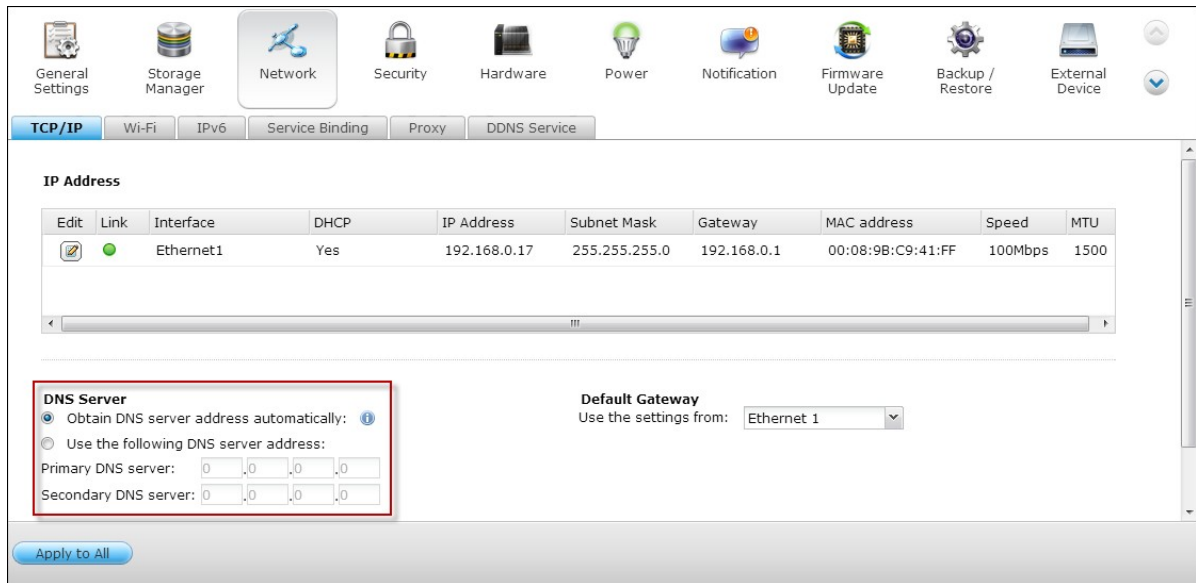 General Settings
Storage Manager
Network
Security
Hardware
Power
Notification
Firmware Update
Backup / Restore
External Device
TCP/IP Wi-Fi IPv6 Service Binding Proxy DDNS Service
IP Address
Edit Link Interface DHCP IP Address Subnet Mask Gateway MAC address Speed MTU
Ethernet1 Yes 192.168.0.17 255.255.255.0 192.168.0.1 00:08:9B:C9:41:FF 100Mbps 1500
DNS Server
Obtain DNS server address automatically:
Use the following DNS server address:
Primary DNS server: 0 .0 .0 .0
Secondary DNS server: 0 .0 .0 .0
Default Gateway
Use the settings from: Ethernet 1
Apply to All